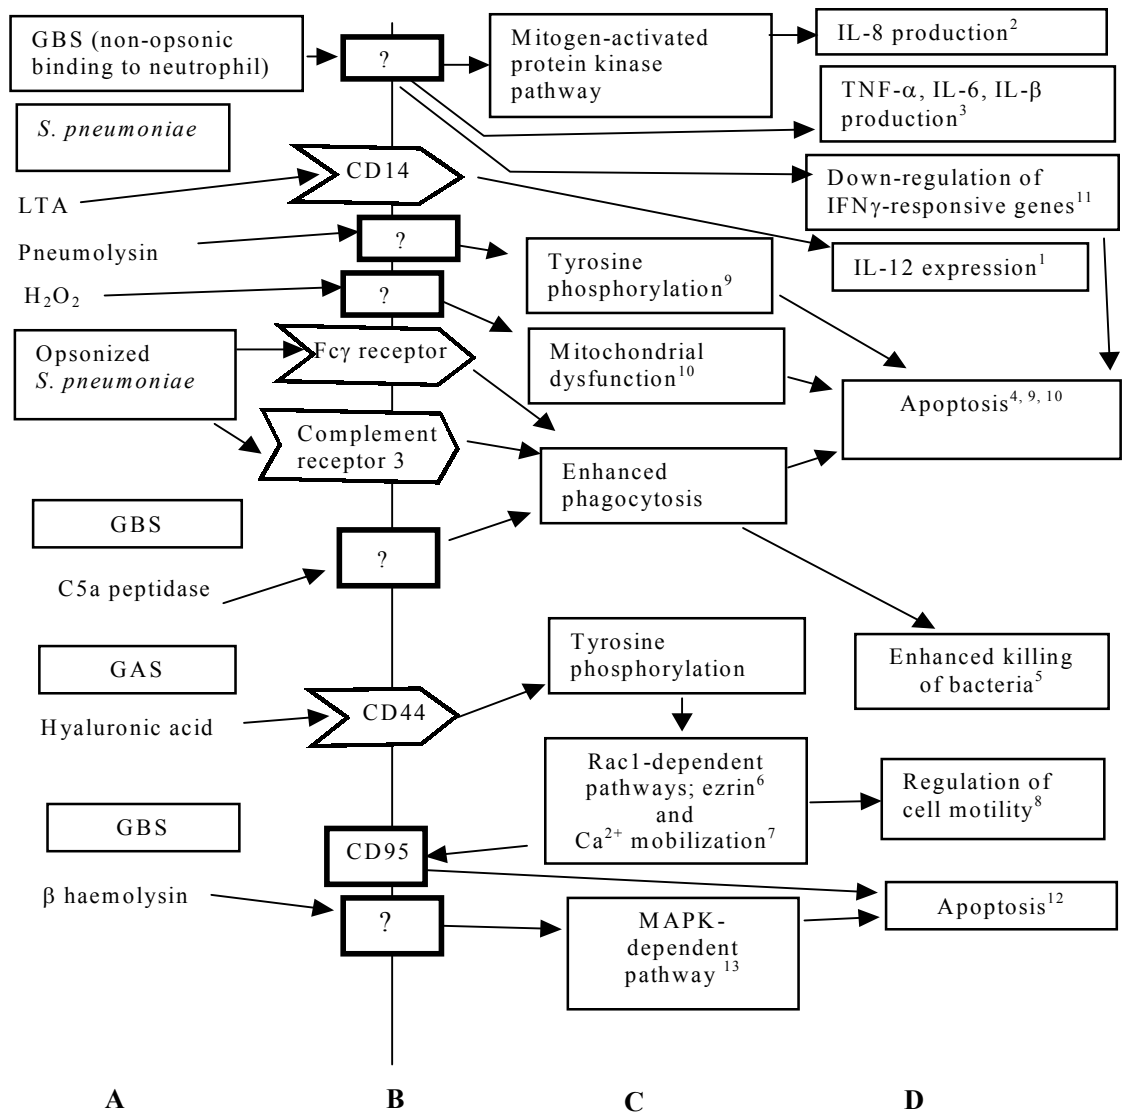 GBS (non-opsonic
binding to neutrophil)
?
Mitogen-activated
protein kinase
pathway
IL-8 production²
TNF-α, IL-6, IL-β
production³
S. pneumoniae
CD14
LTA
Down-regulation of
IFNγ-responsive genes¹¹
Pneumolysin
?
Tyrosine
phosphorylation⁹
IL-12 expression¹
H₂O₂
?
Opsonized
S. pneumoniae
Fcγ receptor
Mitochondrial
dysfunction¹⁰
Apoptosis⁴, ⁹, ¹⁰
Complement
receptor 3
Enhanced
phagocytosis
GBS
C5a peptidase
?
Enhanced killing
of bacteria⁵
GAS
Hyaluronic acid
CD44
Tyrosine
phosphorylation
Rac1-dependent
pathways; ezrin⁶
and
Ca²⁺ mobilization⁷
Regulation of
cell motility⁸
GBS
β haemolysin
CD95
?
MAPK-
dependent
pathway ¹³
Apoptosis¹²
A B C D